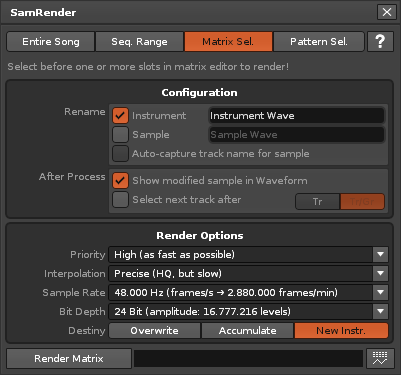 SamRender
Entire Song Seq. Range Matrix Sel. Pattern Sel. ?
Select before one or more slots in matrix editor to render!
Configuration
Rename Instrument Instrument Wave
Sample Sample Wave
Auto-capture track name for sample
After Process Show modified sample in Waveform
Select next track after Tr Tr/Gr
Render Options
Priority High (as fast as possible)
Interpolation Precise (HQ, but slow)
Sample Rate 48.000 Hz (frames/s → 2.880.000 frames/min)
Bit Depth 24 Bit (amplitude: 16.777.216 levels)
Destiny Overwrite Accumulate New Instr.
Render Matrix